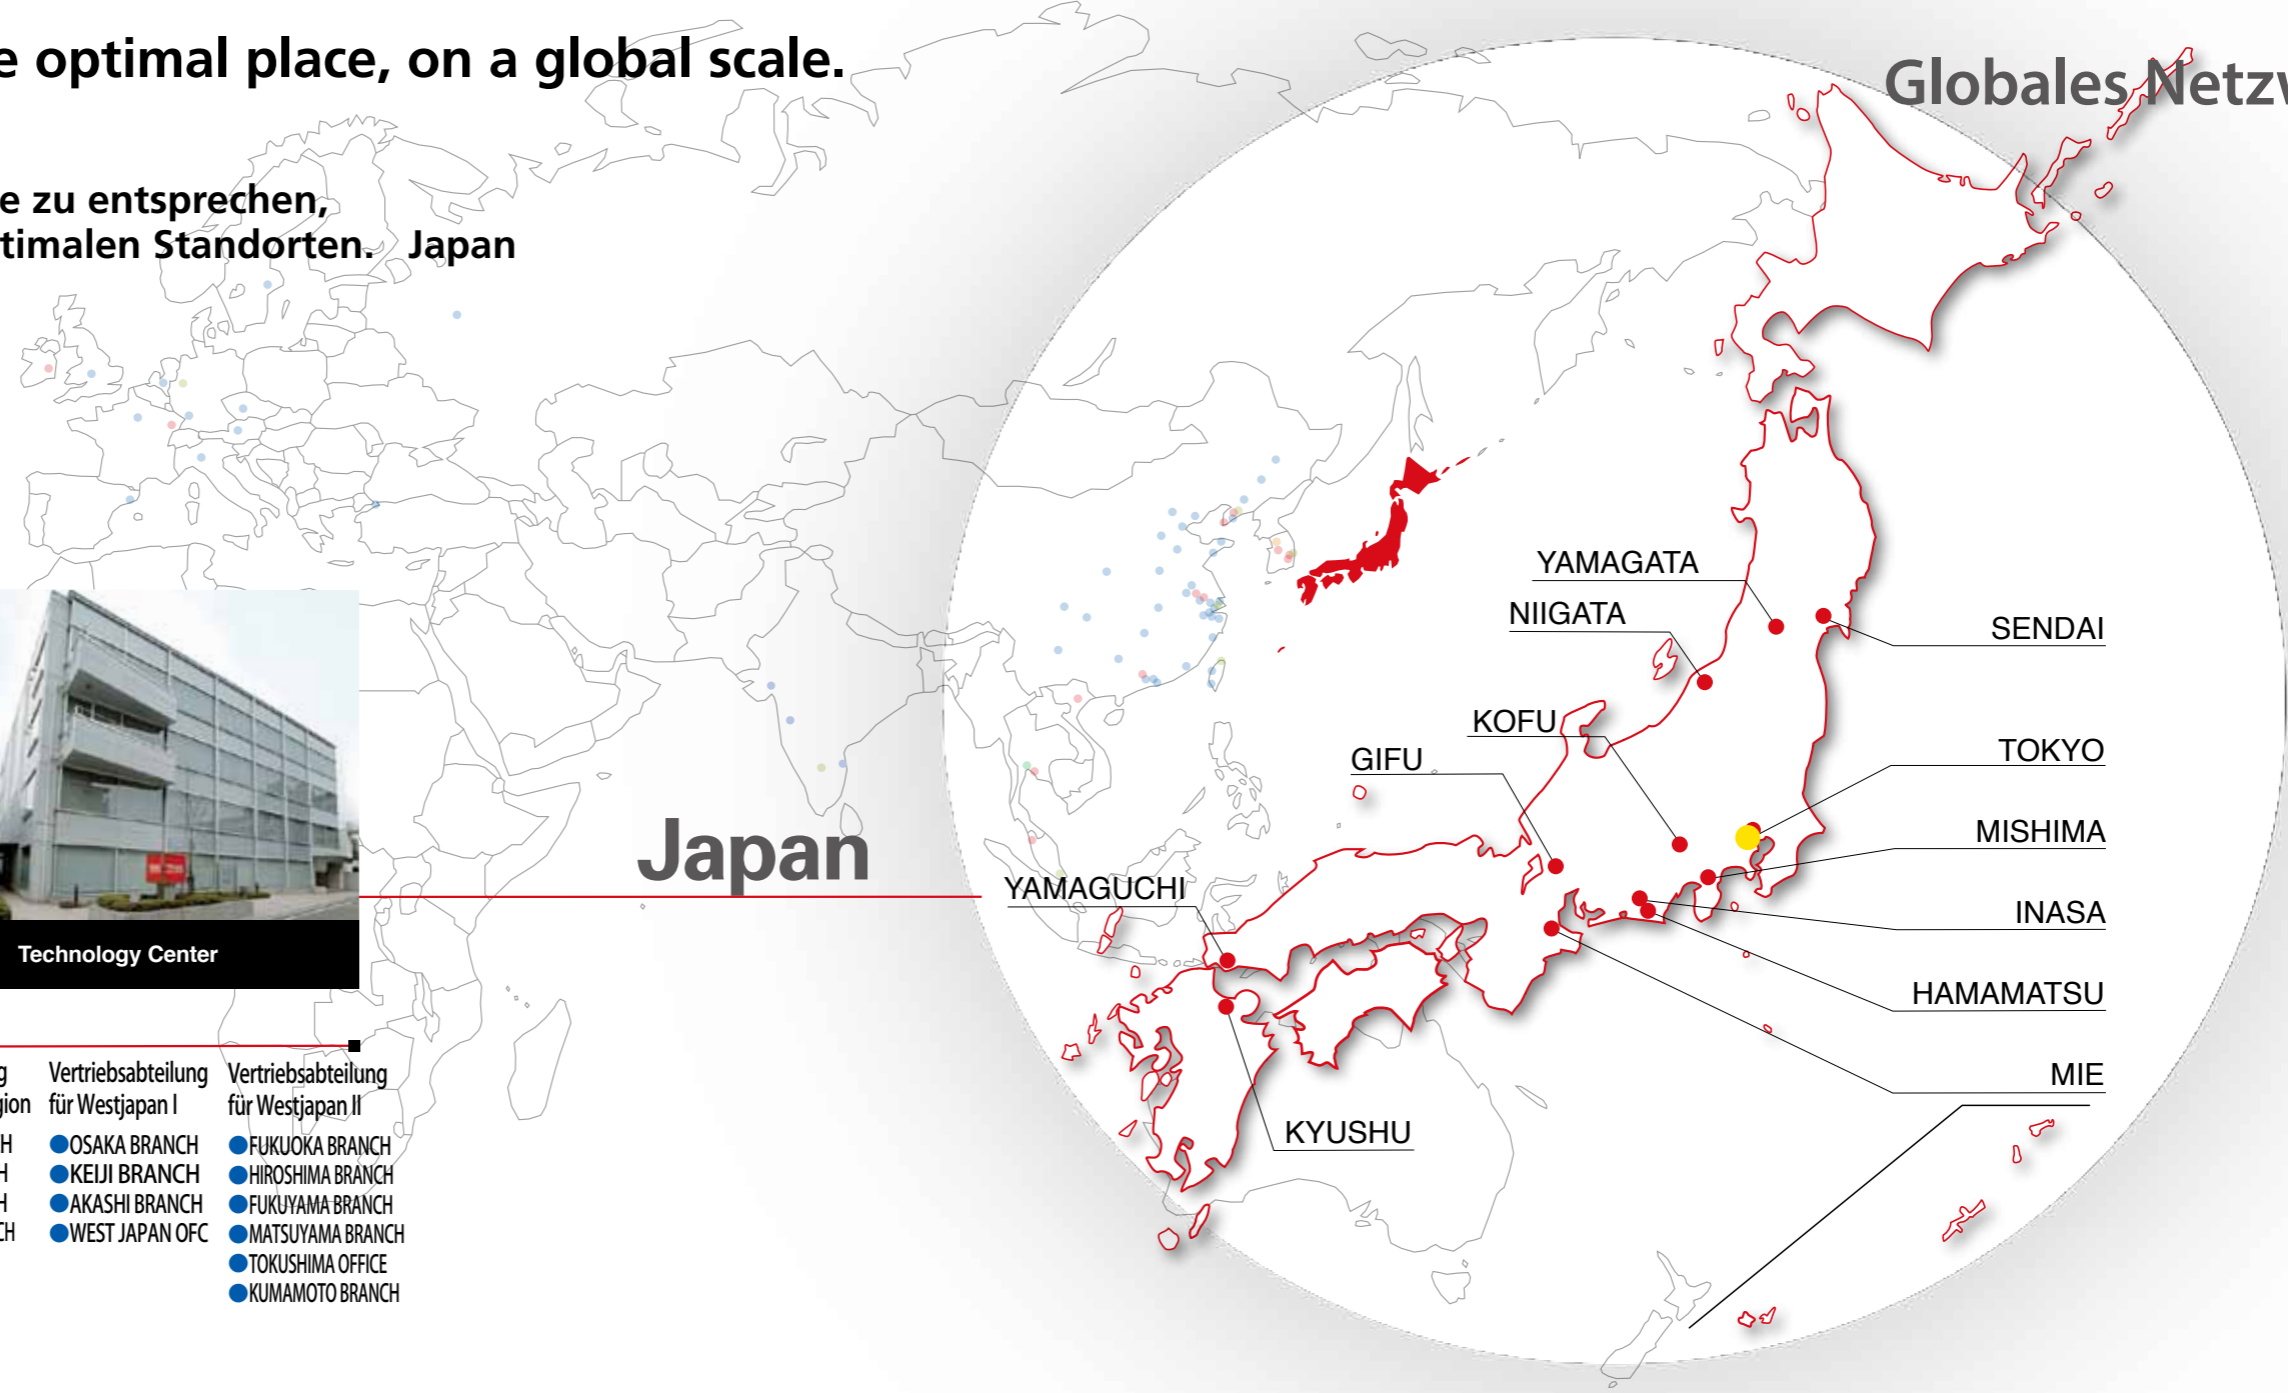 e optimal place, on a global scale.
Globales Netzw
e zu entsprechen,
timalen Standorten. Japan
YAMAGATA
NIIGATA
SENDAI
KOFU
TOKYO
GIFU
MISHIMA
Japan
YAMAGUCHI
INASA
Technology Center
HAMAMATSU
MIE
KYUSHU
g
gion
H
H
H
CH
Vertriebsabteilung
für Westjapan I
OSAKA BRANCH
KEIJI BRANCH
AKASHI BRANCH
WEST JAPAN OFC
Vertriebsabteilung
für Westjapan II
FUKUOKA BRANCH
HIROSHIMA BRANCH
FUKUYAMA BRANCH
MATSUYAMA BRANCH
TOKUSHIMA OFFICE
KUMAMOTO BRANCH